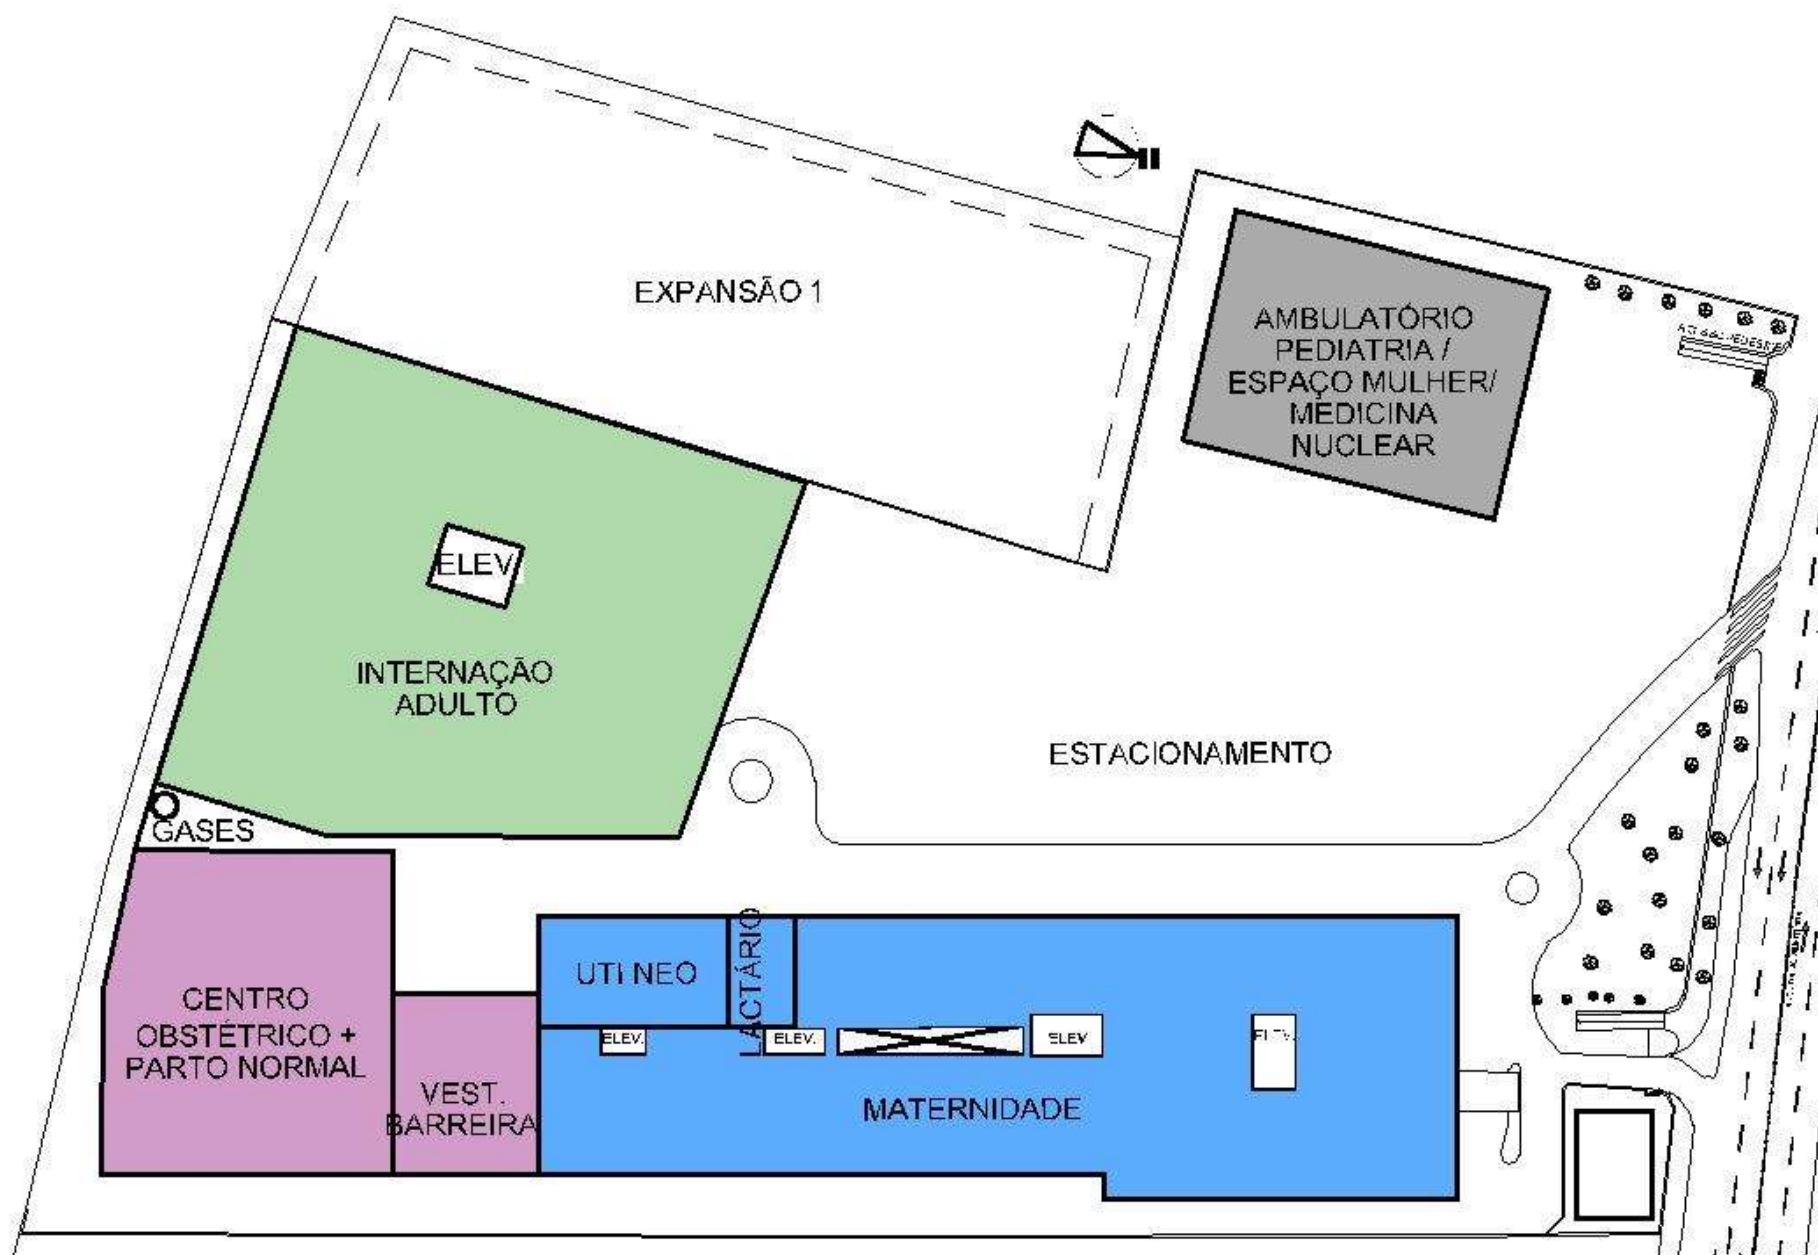 EXPANSÃO 1
AMBULATÓRIO
PEDIATRIA /
ESPAÇO MULHER/
MEDICINA
NUCLEAR
ELEV.
INTERNAÇÃO
ADULTO
ESTACIONAMENTO
GASES
CENTRO
OBSTÉTRICO +
PARTO NORMAL
VEST.
BARREIRA
UTI NEO
LACTÁRIO
ELEV.
ELEV.
ELEV
ELEV.
MATERNIDADE